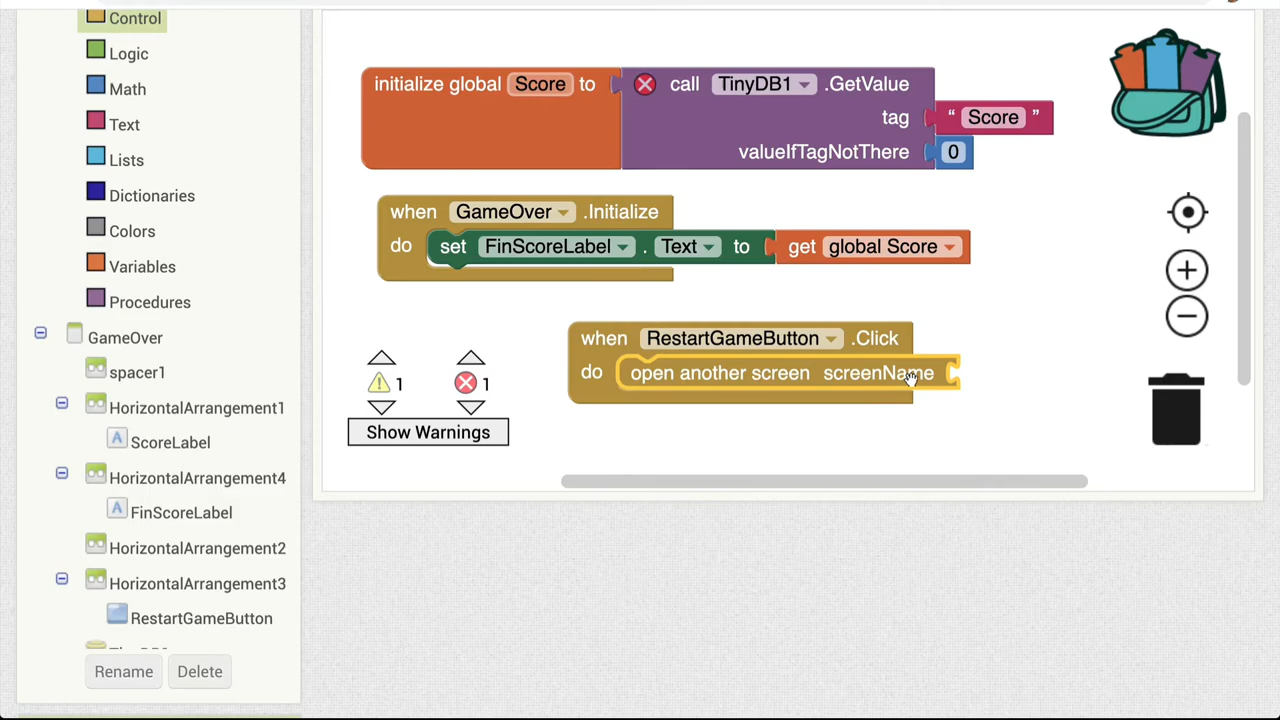 Control
Logic
Math
Text
Lists
Dictionaries
Colors
Variables
Procedures
GameOver
spacer1
HorizontalArrangement1
A ScoreLabel
HorizontalArrangement4
A FinScoreLabel
HorizontalArrangement2
HorizontalArrangement3
RestartGameButton
Rename Delete
initialize global Score to call TinyDB1 .GetValue
tag “ Score ”
valueIfTagNotThere 0
when GameOver .Initialize
do set FinScoreLabel . Text to get global Score
when RestartGameButton .Click
do open another screen screenName
1 1
Show Warnings